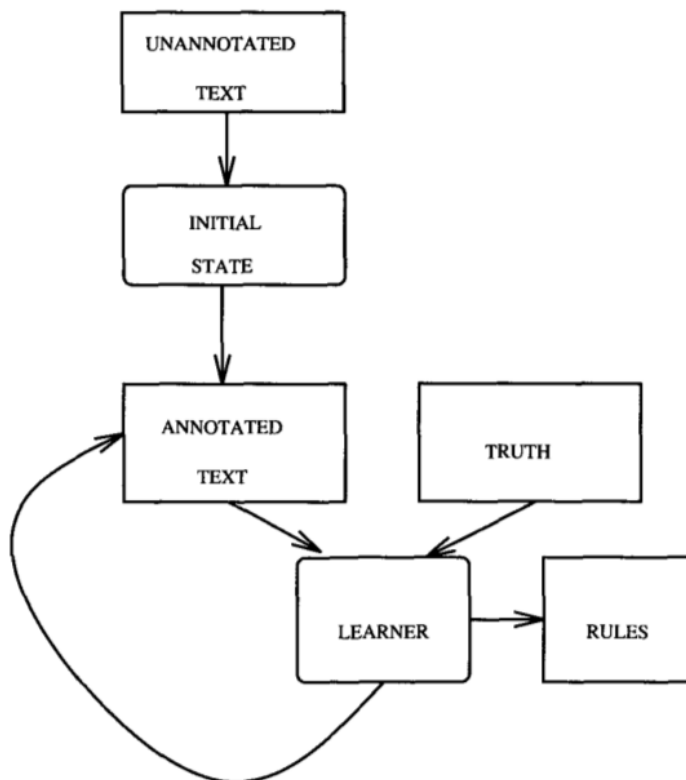 UNANNOTATED
TEXT
INITIAL
STATE
ANNOTATED
TEXT
TRUTH
LEARNER
RULES